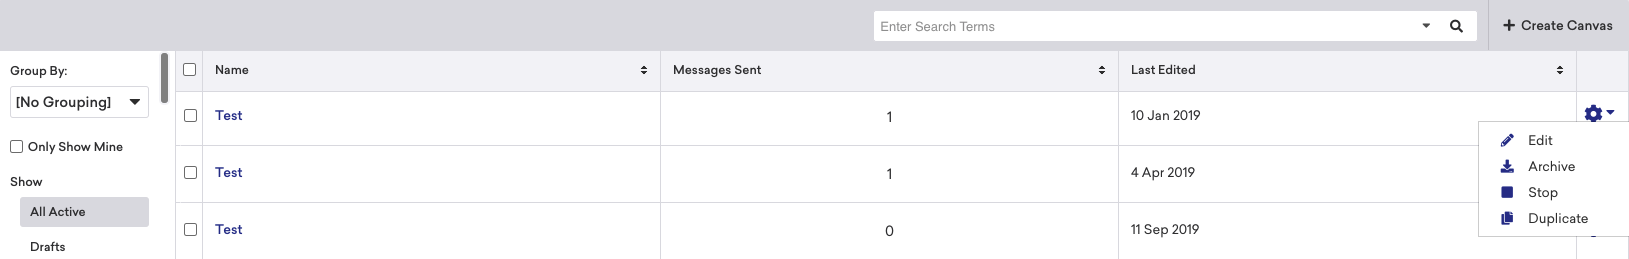 Enter Search Terms
Create Canvas
Group By:
[No Grouping]
Only Show Mine
Show
All Active
Drafts
Name Messages Sent Last Edited
Test 1 10 Jan 2019
Test 1 4 Apr 2019
Test 0 11 Sep 2019
Edit
Archive
Stop
Duplicate